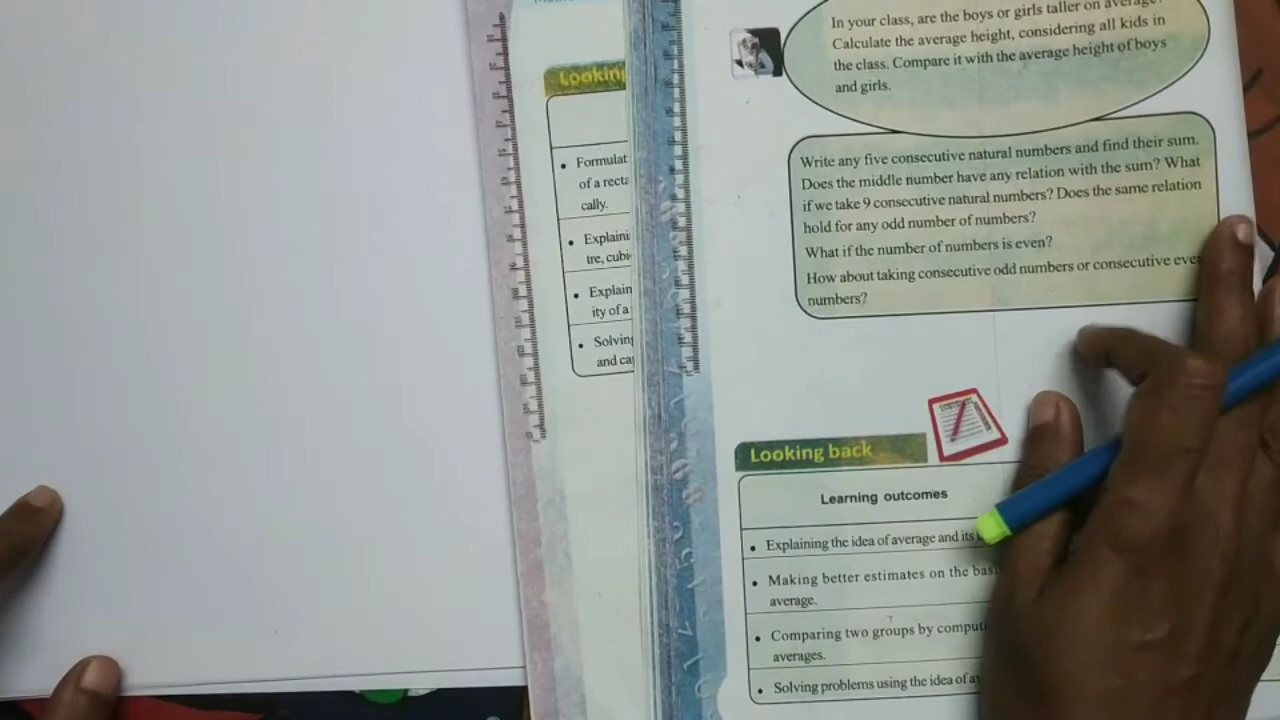 In your class, are the boys or girls taller on average?
Calculate the average height, considering all kids in
the class. Compare it with the average height of boys
and girls.
Write any five consecutive natural numbers and find their sum.
Does the middle number have any relation with the sum? What
if we take 9 consecutive natural numbers? Does the same relation
hold for any odd number of numbers?
What if the number of numbers is even?
How about taking consecutive odd numbers or consecutive eve
numbers?
Looking back
Learning outcomes
• Explaining the idea of average and its
• Making better estimates on the bas
average.
• Comparing two groups by computi
averages.
• Solving problems using the idea of a
Looking
• Formulat
of a recta
cally.
• Explaini
tre, cubi
• Explain
ity of a
• Solving
and ca